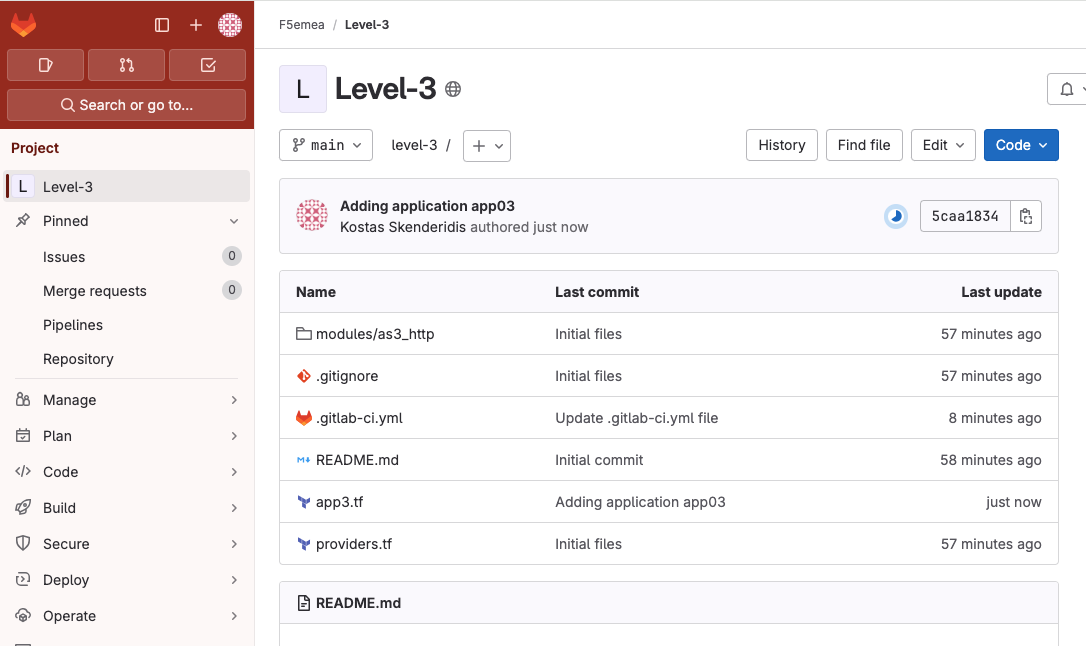 F5emea / Level-3
Search or go to...
Project
L Level-3
Pinned
Issues 0
Merge requests 0
Pipelines
Repository
Manage
Plan
Code
Build
Secure
Deploy
Operate
L Level-3
main level-3 / + History Find file Edit Code
Adding application app03
Kostas Skenderidis authored just now
5caa1834
Name Last commit Last update
modules/as3_http Initial files 57 minutes ago
.gitignore Initial files 57 minutes ago
.gitlab-ci.yml Update .gitlab-ci.yml file 8 minutes ago
README.md Initial commit 58 minutes ago
app3.tf Adding application app03 just now
providers.tf Initial files 57 minutes ago
README.md